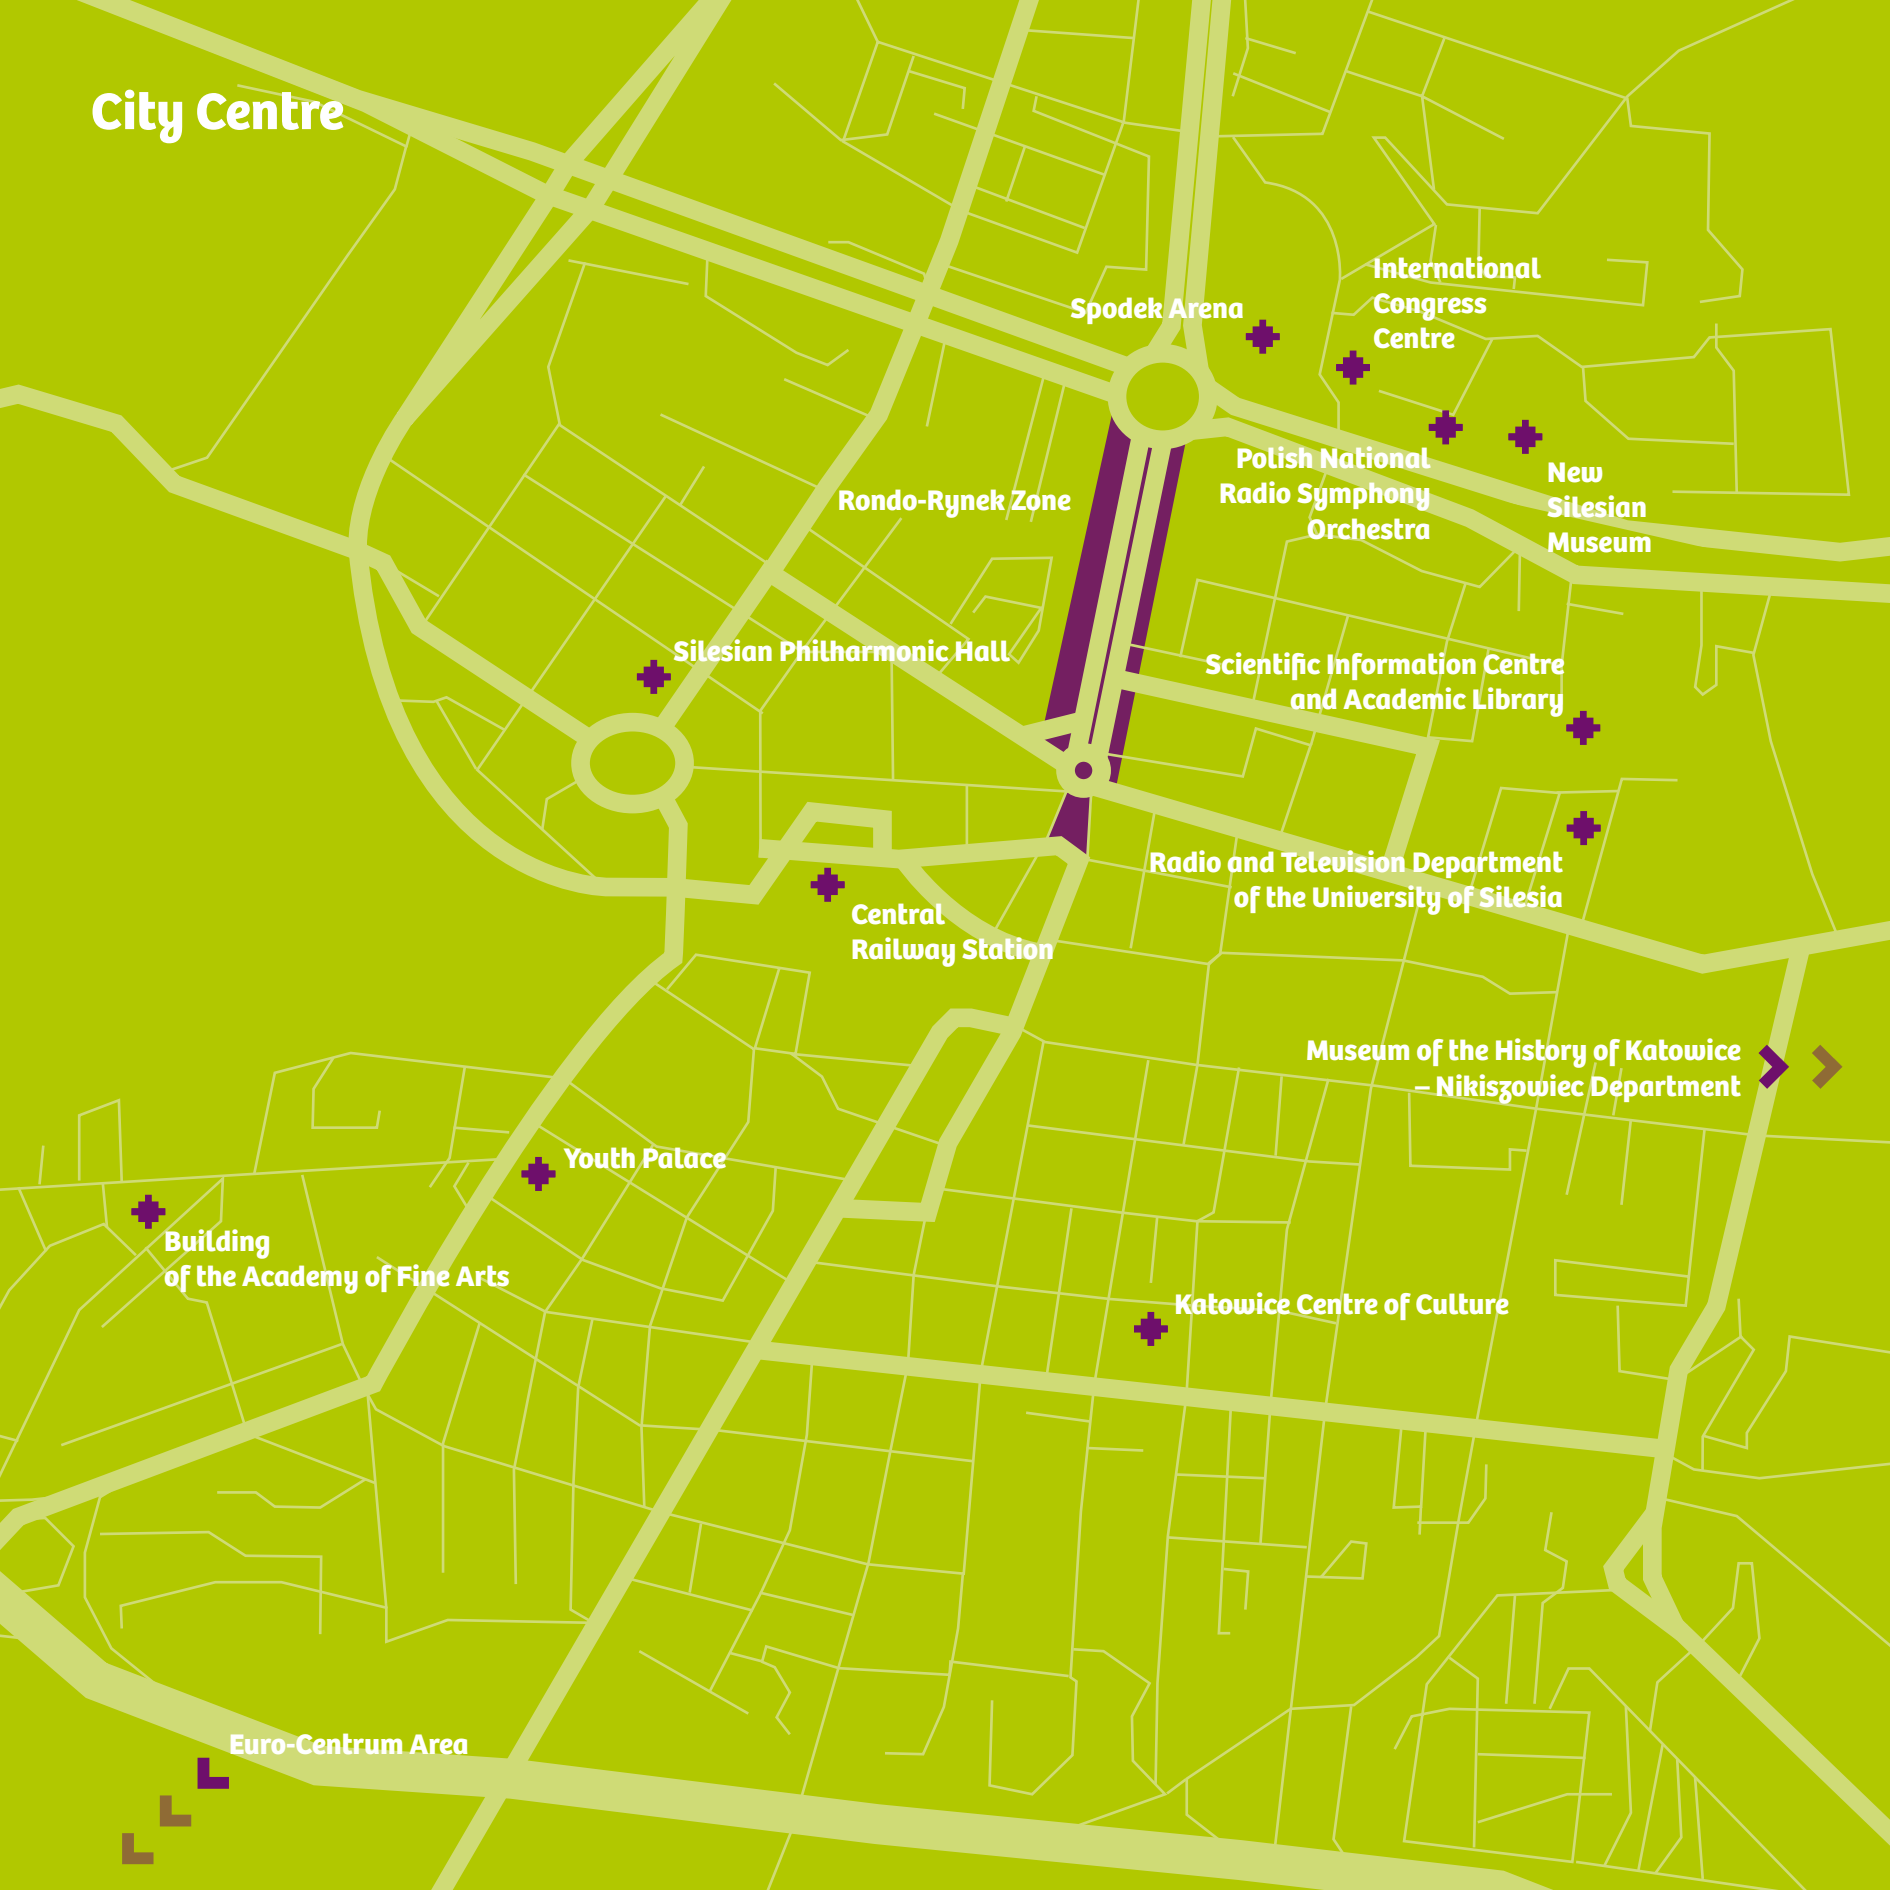 City Centre
International
Congress
Centre
Spodek Arena
Polish National
Radio Symphony
Orchestra
New
Silesian
Museum
Rondo-Rynek Zone
Silesian Philharmonic Hall
Scientific Information Centre
and Academic Library
Radio and Television Department
of the University of Silesia
Central
Railway Station
Museum of the History of Katowice
– Nikiszowiec Department
Youth Palace
Building
of the Academy of Fine Arts
Katowice Centre of Culture
Euro-Centrum Area